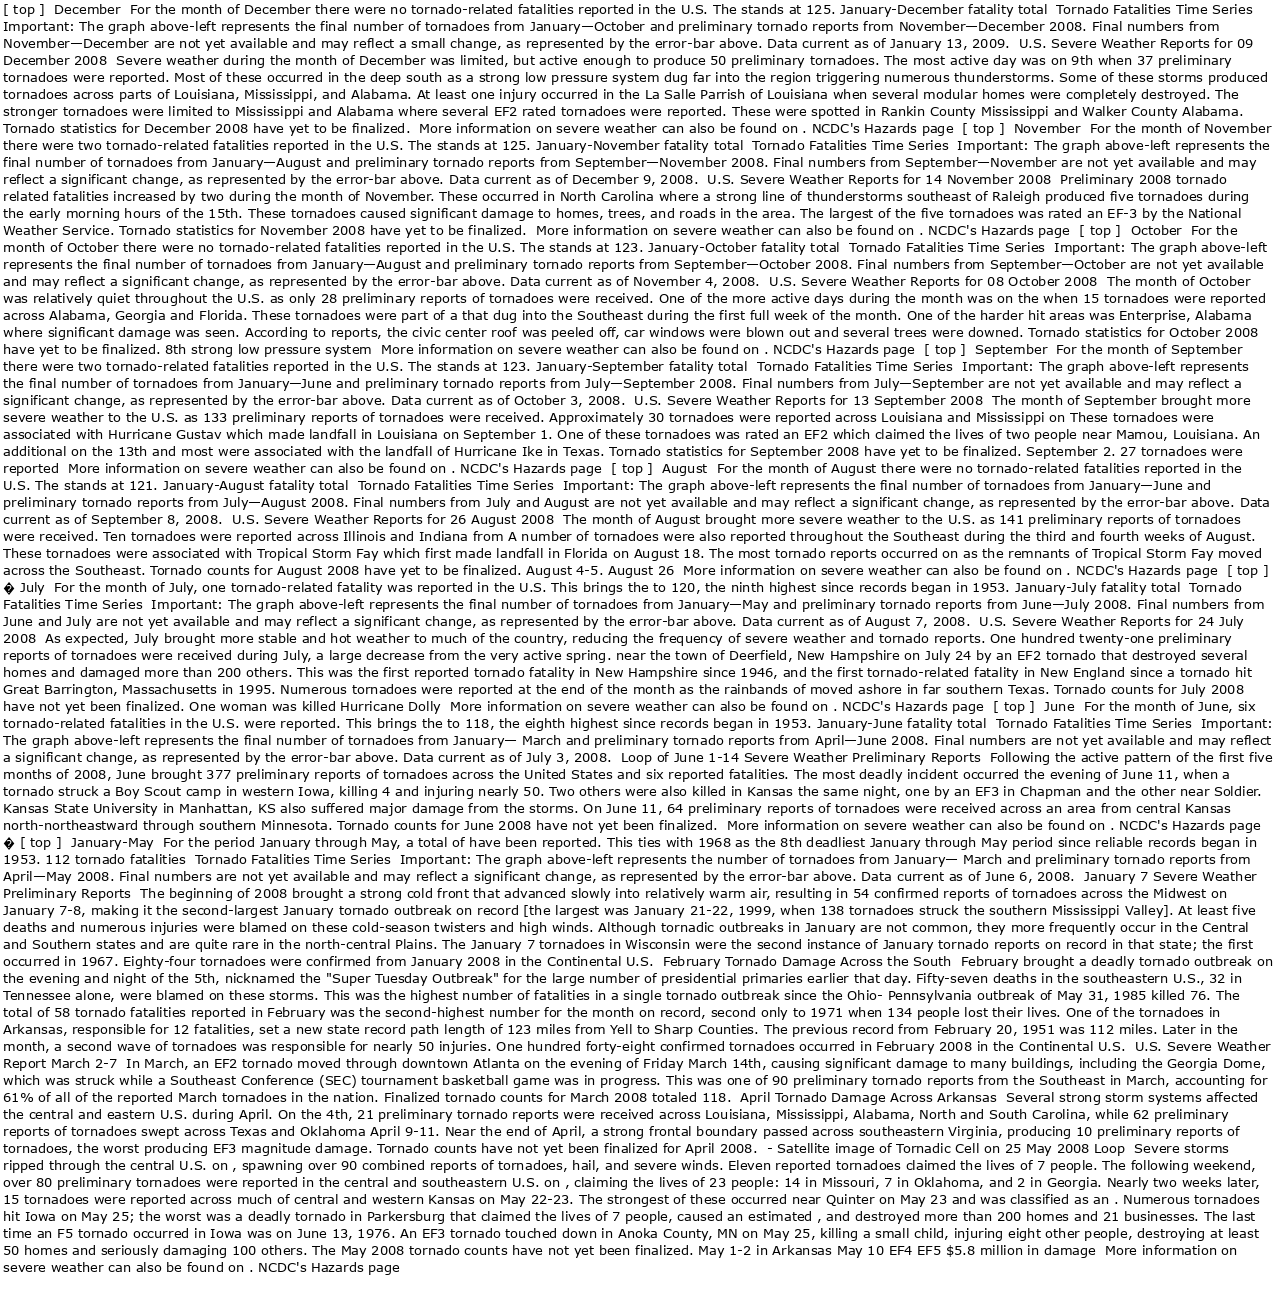 [ top ]  December  For the month of December there were no tornado-related fatalities reported in the U.S. The stands at 125. January-December fatality total  Tornado Fatalities Time Series
Important: The graph above-left represents the final number of tornadoes from January—October and preliminary tornado reports from November—December 2008. Final numbers from
November—December are not yet available and may reflect a small change, as represented by the error-bar above. Data current as of January 13, 2009.  U.S. Severe Weather Reports for 09
December 2008  Severe weather during the month of December was limited, but active enough to produce 50 preliminary tornadoes. The most active day was on 9th when 37 preliminary
tornadoes were reported. Most of these occurred in the deep south as a strong low pressure system dug far into the region triggering numerous thunderstorms. Some of these storms produced
tornadoes across parts of Louisiana, Mississippi, and Alabama. At least one injury occurred in the La Salle Parrish of Louisiana when several modular homes were completely destroyed. The
stronger tornadoes were limited to Mississippi and Alabama where several EF2 rated tornadoes were reported. These were spotted in Rankin County Mississippi and Walker County Alabama.
Tornado statistics for December 2008 have yet to be finalized.  More information on severe weather can also be found on . NCDC's Hazards page  [ top ]  November  For the month of November
there were two tornado-related fatalities reported in the U.S. The stands at 125. January-November fatality total  Tornado Fatalities Time Series  Important: The graph above-left represents the
final number of tornadoes from January—August and preliminary tornado reports from September—November 2008. Final numbers from September—November are not yet available and may
reflect a significant change, as represented by the error-bar above. Data current as of December 9, 2008.  U.S. Severe Weather Reports for 14 November 2008  Preliminary 2008 tornado
related fatalities increased by two during the month of November. These occurred in North Carolina where a strong line of thunderstorms southeast of Raleigh produced five tornadoes during
the early morning hours of the 15th. These tornadoes caused significant damage to homes, trees, and roads in the area. The largest of the five tornadoes was rated an EF-3 by the National
Weather Service. Tornado statistics for November 2008 have yet to be finalized.  More information on severe weather can also be found on . NCDC's Hazards page  [ top ]  October  For the
month of October there were no tornado-related fatalities reported in the U.S. The stands at 123. January-October fatality total  Tornado Fatalities Time Series  Important: The graph above-left
represents the final number of tornadoes from January—August and preliminary tornado reports from September—October 2008. Final numbers from September—October are not yet available
and may reflect a significant change, as represented by the error-bar above. Data current as of November 4, 2008.  U.S. Severe Weather Reports for 08 October 2008  The month of October
was relatively quiet throughout the U.S. as only 28 preliminary reports of tornadoes were received. One of the more active days during the month was on the when 15 tornadoes were reported
across Alabama, Georgia and Florida. These tornadoes were part of a that dug into the Southeast during the first full week of the month. One of the harder hit areas was Enterprise, Alabama
where significant damage was seen. According to reports, the civic center roof was peeled off, car windows were blown out and several trees were downed. Tornado statistics for October 2008
have yet to be finalized. 8th strong low pressure system  More information on severe weather can also be found on . NCDC's Hazards page  [ top ]  September  For the month of September
there were two tornado-related fatalities reported in the U.S. The stands at 123. January-September fatality total  Tornado Fatalities Time Series  Important: The graph above-left represents
the final number of tornadoes from January—June and preliminary tornado reports from July—September 2008. Final numbers from July—September are not yet available and may reflect a
significant change, as represented by the error-bar above. Data current as of October 3, 2008.  U.S. Severe Weather Reports for 13 September 2008  The month of September brought more
severe weather to the U.S. as 133 preliminary reports of tornadoes were received. Approximately 30 tornadoes were reported across Louisiana and Mississippi on These tornadoes were
associated with Hurricane Gustav which made landfall in Louisiana on September 1. One of these tornadoes was rated an EF2 which claimed the lives of two people near Mamou, Louisiana. An
additional on the 13th and most were associated with the landfall of Hurricane Ike in Texas. Tornado statistics for September 2008 have yet to be finalized. September 2. 27 tornadoes were
reported  More information on severe weather can also be found on . NCDC's Hazards page  [ top ]  August  For the month of August there were no tornado-related fatalities reported in the
U.S. The stands at 121. January-August fatality total  Tornado Fatalities Time Series  Important: The graph above-left represents the final number of tornadoes from January—June and
preliminary tornado reports from July—August 2008. Final numbers from July and August are not yet available and may reflect a significant change, as represented by the error-bar above. Data
current as of September 8, 2008.  U.S. Severe Weather Reports for 26 August 2008  The month of August brought more severe weather to the U.S. as 141 preliminary reports of tornadoes
were received. Ten tornadoes were reported across Illinois and Indiana from A number of tornadoes were also reported throughout the Southeast during the third and fourth weeks of August.
These tornadoes were associated with Tropical Storm Fay which first made landfall in Florida on August 18. The most tornado reports occurred on as the remnants of Tropical Storm Fay moved
across the Southeast. Tornado counts for August 2008 have yet to be finalized. August 4-5. August 26  More information on severe weather can also be found on . NCDC's Hazards page  [ top ]
� July  For the month of July, one tornado-related fatality was reported in the U.S. This brings the to 120, the ninth highest since records began in 1953. January-July fatality total  Tornado
Fatalities Time Series  Important: The graph above-left represents the final number of tornadoes from January—May and preliminary tornado reports from June—July 2008. Final numbers from
June and July are not yet available and may reflect a significant change, as represented by the error-bar above. Data current as of August 7, 2008.  U.S. Severe Weather Reports for 24 July
2008  As expected, July brought more stable and hot weather to much of the country, reducing the frequency of severe weather and tornado reports. One hundred twenty-one preliminary
reports of tornadoes were received during July, a large decrease from the very active spring. near the town of Deerfield, New Hampshire on July 24 by an EF2 tornado that destroyed several
homes and damaged more than 200 others. This was the first reported tornado fatality in New Hampshire since 1946, and the first tornado-related fatality in New England since a tornado hit
Great Barrington, Massachusetts in 1995. Numerous tornadoes were reported at the end of the month as the rainbands of moved ashore in far southern Texas. Tornado counts for July 2008
have not yet been finalized. One woman was killed Hurricane Dolly  More information on severe weather can also be found on . NCDC's Hazards page  [ top ]  June  For the month of June, six
tornado-related fatalities in the U.S. were reported. This brings the to 118, the eighth highest since records began in 1953. January-June fatality total  Tornado Fatalities Time Series  Important:
The graph above-left represents the final number of tornadoes from January— March and preliminary tornado reports from April—June 2008. Final numbers are not yet available and may reflect
a significant change, as represented by the error-bar above. Data current as of July 3, 2008.  Loop of June 1-14 Severe Weather Preliminary Reports  Following the active pattern of the first five
months of 2008, June brought 377 preliminary reports of tornadoes across the United States and six reported fatalities. The most deadly incident occurred the evening of June 11, when a
tornado struck a Boy Scout camp in western Iowa, killing 4 and injuring nearly 50. Two others were also killed in Kansas the same night, one by an EF3 in Chapman and the other near Soldier.
Kansas State University in Manhattan, KS also suffered major damage from the storms. On June 11, 64 preliminary reports of tornadoes were received across an area from central Kansas
north-northeastward through southern Minnesota. Tornado counts for June 2008 have not yet been finalized.  More information on severe weather can also be found on . NCDC's Hazards page
� [ top ]  January-May  For the period January through May, a total of have been reported. This ties with 1968 as the 8th deadliest January through May period since reliable records began in
1953. 112 tornado fatalities  Tornado Fatalities Time Series  Important: The graph above-left represents the number of tornadoes from January— March and preliminary tornado reports from
April—May 2008. Final numbers are not yet available and may reflect a significant change, as represented by the error-bar above. Data current as of June 6, 2008.  January 7 Severe Weather
Preliminary Reports  The beginning of 2008 brought a strong cold front that advanced slowly into relatively warm air, resulting in 54 confirmed reports of tornadoes across the Midwest on
January 7-8, making it the second-largest January tornado outbreak on record [the largest was January 21-22, 1999, when 138 tornadoes struck the southern Mississippi Valley]. At least five
deaths and numerous injuries were blamed on these cold-season twisters and high winds. Although tornadic outbreaks in January are not common, they more frequently occur in the Central
and Southern states and are quite rare in the north-central Plains. The January 7 tornadoes in Wisconsin were the second instance of January tornado reports on record in that state; the first
occurred in 1967. Eighty-four tornadoes were confirmed from January 2008 in the Continental U.S.  February Tornado Damage Across the South  February brought a deadly tornado outbreak on
the evening and night of the 5th, nicknamed the "Super Tuesday Outbreak" for the large number of presidential primaries earlier that day. Fifty-seven deaths in the southeastern U.S., 32 in
Tennessee alone, were blamed on these storms. This was the highest number of fatalities in a single tornado outbreak since the Ohio- Pennsylvania outbreak of May 31, 1985 killed 76. The
total of 58 tornado fatalities reported in February was the second-highest number for the month on record, second only to 1971 when 134 people lost their lives. One of the tornadoes in
Arkansas, responsible for 12 fatalities, set a new state record path length of 123 miles from Yell to Sharp Counties. The previous record from February 20, 1951 was 112 miles. Later in the
month, a second wave of tornadoes was responsible for nearly 50 injuries. One hundred forty-eight confirmed tornadoes occurred in February 2008 in the Continental U.S.  U.S. Severe Weather
Report March 2-7  In March, an EF2 tornado moved through downtown Atlanta on the evening of Friday March 14th, causing significant damage to many buildings, including the Georgia Dome,
which was struck while a Southeast Conference (SEC) tournament basketball game was in progress. This was one of 90 preliminary tornado reports from the Southeast in March, accounting for
61% of all of the reported March tornadoes in the nation. Finalized tornado counts for March 2008 totaled 118.  April Tornado Damage Across Arkansas  Several strong storm systems affected
the central and eastern U.S. during April. On the 4th, 21 preliminary tornado reports were received across Louisiana, Mississippi, Alabama, North and South Carolina, while 62 preliminary
reports of tornadoes swept across Texas and Oklahoma April 9-11. Near the end of April, a strong frontal boundary passed across southeastern Virginia, producing 10 preliminary reports of
tornadoes, the worst producing EF3 magnitude damage. Tornado counts have not yet been finalized for April 2008.  - Satellite image of Tornadic Cell on 25 May 2008 Loop  Severe storms
ripped through the central U.S. on , spawning over 90 combined reports of tornadoes, hail, and severe winds. Eleven reported tornadoes claimed the lives of 7 people. The following weekend,
over 80 preliminary tornadoes were reported in the central and southeastern U.S. on , claiming the lives of 23 people: 14 in Missouri, 7 in Oklahoma, and 2 in Georgia. Nearly two weeks later,
15 tornadoes were reported across much of central and western Kansas on May 22-23. The strongest of these occurred near Quinter on May 23 and was classified as an . Numerous tornadoes
hit Iowa on May 25; the worst was a deadly tornado in Parkersburg that claimed the lives of 7 people, caused an estimated , and destroyed more than 200 homes and 21 businesses. The last
time an F5 tornado occurred in Iowa was on June 13, 1976. An EF3 tornado touched down in Anoka County, MN on May 25, killing a small child, injuring eight other people, destroying at least
50 homes and seriously damaging 100 others. The May 2008 tornado counts have not yet been finalized. May 1-2 in Arkansas May 10 EF4 EF5 $5.8 million in damage  More information on
severe weather can also be found on . NCDC's Hazards page